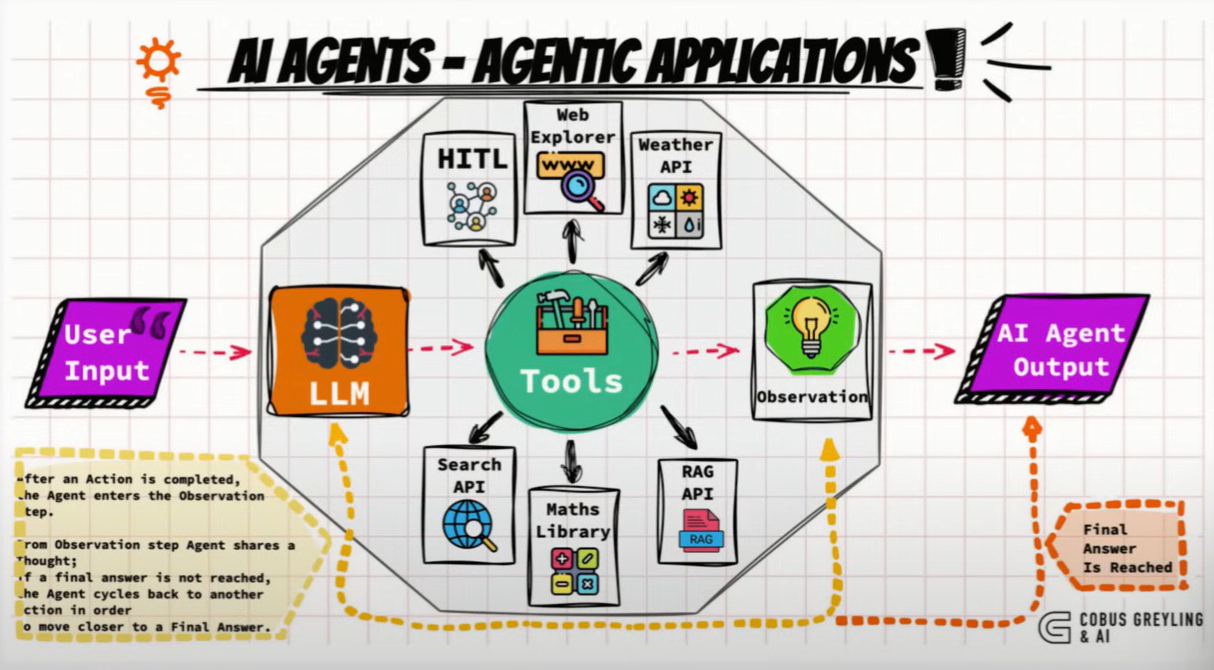 AI AGENTS - AGENTIC APPLICATIONS!
Web
Explorer
WWW
HITL
Weather
API
User
Input
LLM
Tools
Observation
AI Agent
Output
Search
API
Maths
Library
RAG
API
RAG
fter an Action is completed,
he Agent enters the Observation
tep.
rom Observation step Agent shares a
Thought;
f a final answer is not reached,
he Agent cycles back to another
ction in order
o move closer to a Final Answer.
Final
Answer
Is Reached
COBUS GREYLING
& AI